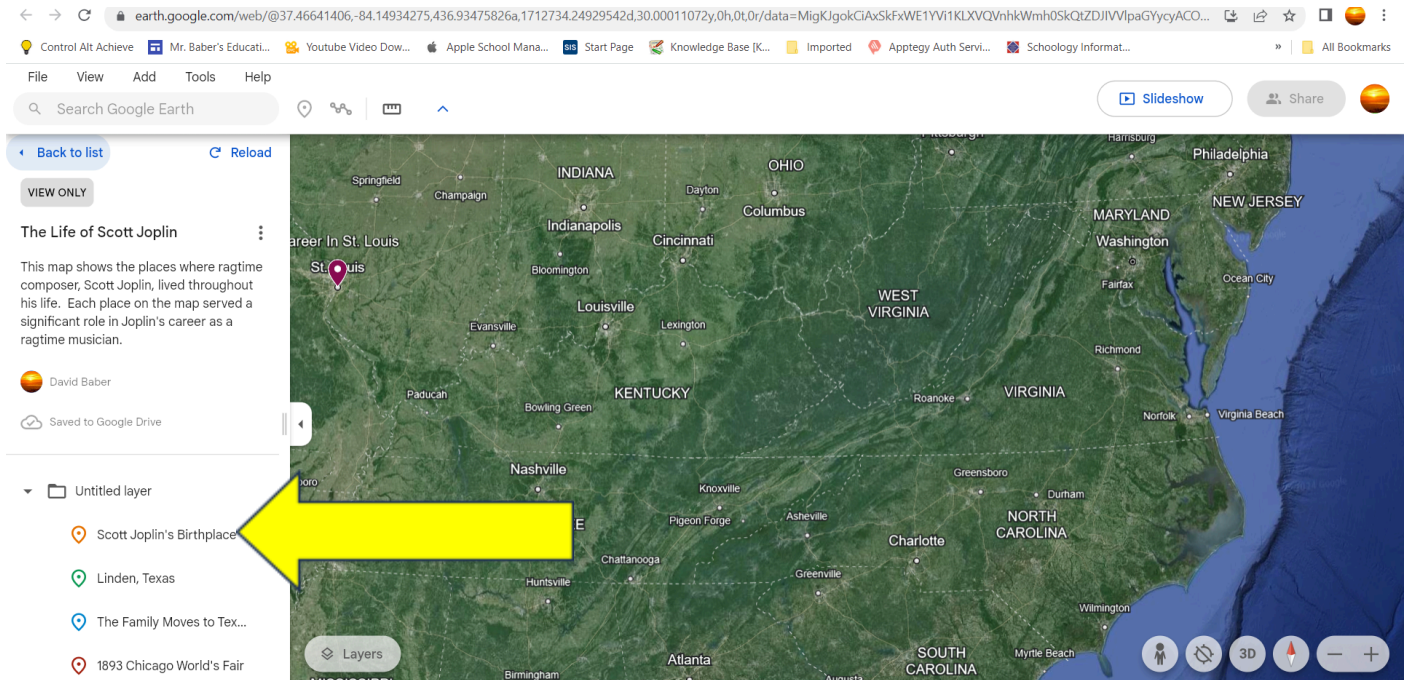 earth.google.com/web/@37.46641406,-84.14934275,436.93475826a,1712734.24929542d,30.00011072y,0h,0t,0r/data=MigKJgokCiAxSkFxWE1YVi1KLXVQVnhkWmh0SkQtZDJIVVlpaGYycyACO...
Control Alt Achieve Mr. Baber's Educati... Youtube Video Dow... Apple School Mana... SIS Start Page Knowledge Base [K... Imported Apptegy Auth Servi... Schoology Informat... » All Bookmarks
File View Add Tools Help
Search Google Earth
Slideshow
Share
Back to list
Reload
VIEW ONLY
The Life of Scott Joplin
This map shows the places where ragtime
composer, Scott Joplin, lived throughout
his life. Each place on the map served a
significant role in Joplin's career as a
ragtime musician.
David Baber
Saved to Google Drive
Untitled layer
Scott Joplin's Birthplace
Linden, Texas
The Family Moves to Tex...
1893 Chicago World's Fair
Pittsburgh
Harrisburg
Philadelphia
OHIO
INDIANA
Springfield
Champaign
Dayton
Columbus
NEW JERSEY
MARYLAND
Indianapolis
areer In St. Louis
Cincinnati
Washington
St. uis
Bloomington
Fairfax
Ocean City
WEST
VIRGINIA
Louisville
Evansville
Lexington
Richmond
Paducah
KENTUCKY
Roanoke
VIRGINIA
Bowling Green
Norfolk
Virginia Beach
Nashville
Greensboro
boro
Knoxville
Durham
Pigeon Forge
Asheville
NORTH
CAROLINA
E
Charlotte
Chattanooga
Greenville
Huntsville
Wilmington
Layers
Atlanta
SOUTH
CAROLINA
Myrtle Beach
3D
Birmingham
Augusta
MISSISSIPPI